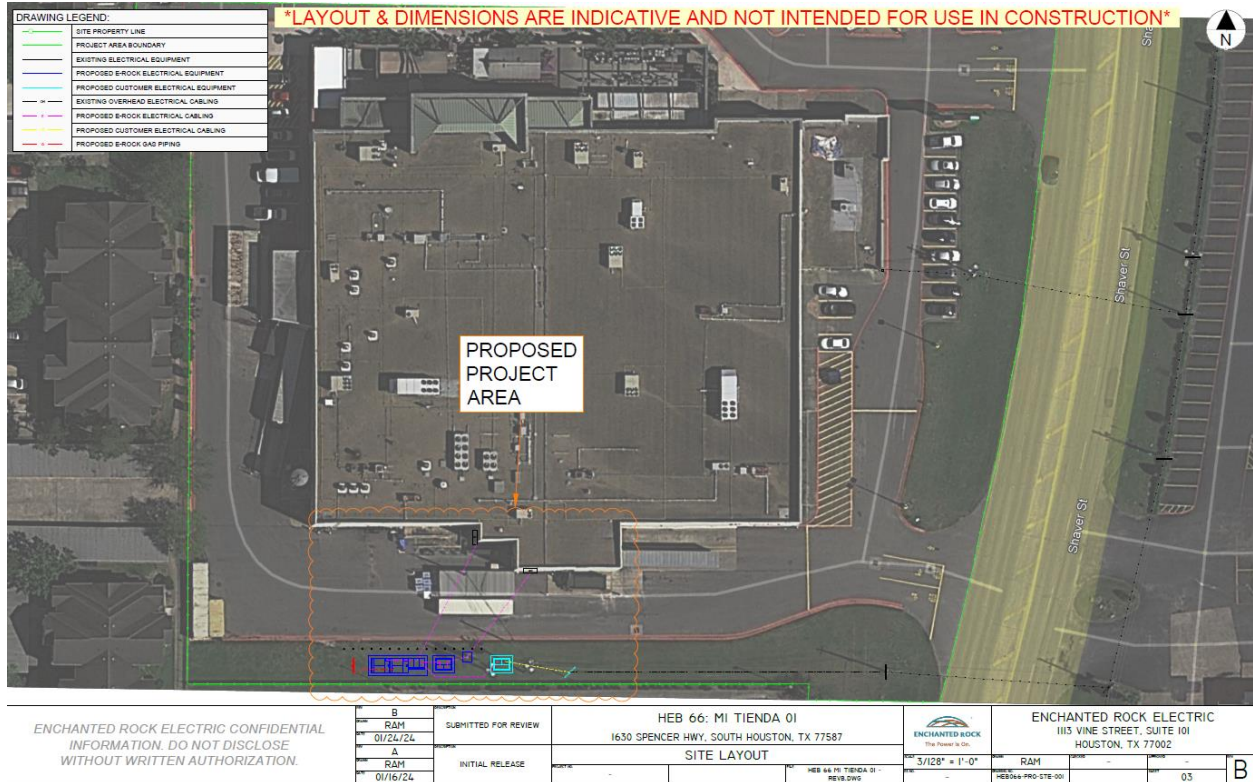 *LAYOUT & DIMENSIONS ARE INDICATIVE AND NOT INTENDED FOR USE IN CONSTRUCTION*
DRAWING LEGEND:
SITE PROPERTY LINE
PROJECT AREA BOUNDARY
EXISTING ELECTRICAL EQUIPMENT
PROPOSED E-ROCK ELECTRICAL EQUIPMENT
PROPOSED CUSTOMER ELECTRICAL EQUIPMENT
EXISTING OVERHEAD ELECTRICAL CABLING
PROPOSED E-ROCK ELECTRICAL CABLING
PROPOSED CUSTOMER ELECTRICAL CABLING
PROPOSED E-ROCK GAS PIPING
N
Shaver St
Shaver St
PROPOSED
PROJECT
AREA
ENCHANTED ROCK ELECTRIC CONFIDENTIAL
INFORMATION. DO NOT DISCLOSE
WITHOUT WRITTEN AUTHORIZATION.
B
RAM
01/24/24
SUBMITTED FOR REVIEW
A
RAM
01/16/24
INITIAL RELEASE
HEB 66: MI TIENDA 01
1630 SPENCER HWY, SOUTH HOUSTON, TX 77587
SITE LAYOUT
HEB 66 MI TIENDA 01 -
REVB.DWG
ENCHANTED ROCK
The Power Is On.
ENCHANTED ROCK ELECTRIC
1113 VINE STREET, SUITE 101
HOUSTON, TX 77002
3/128" = 1'-0"
RAM
HEB066-PRO-STE-001
03
B